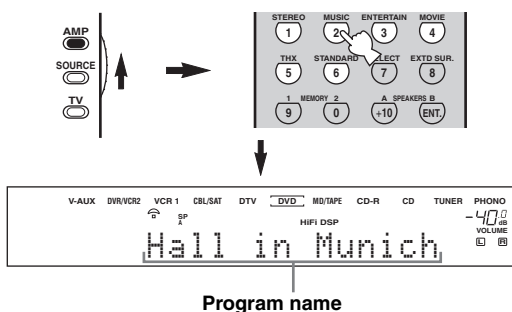 AMP
SOURCE
TV
STEREO MUSIC ENTERTAIN MOVIE
1 2 3 4
THX STANDARD SELECT EXTD SUR.
5 6 7 8
1 MEMORY 2 A SPEAKERS B
9 0 +10 ENT.
V-AUX DVR/VCR2 VCR 1 CBL/SAT DTV DVD MD/TAPE CD-R CD TUNER PHONO
SP
A
HiFi DSP
-40.0 dB
VOLUME
L R
Hall in Munich
Program name